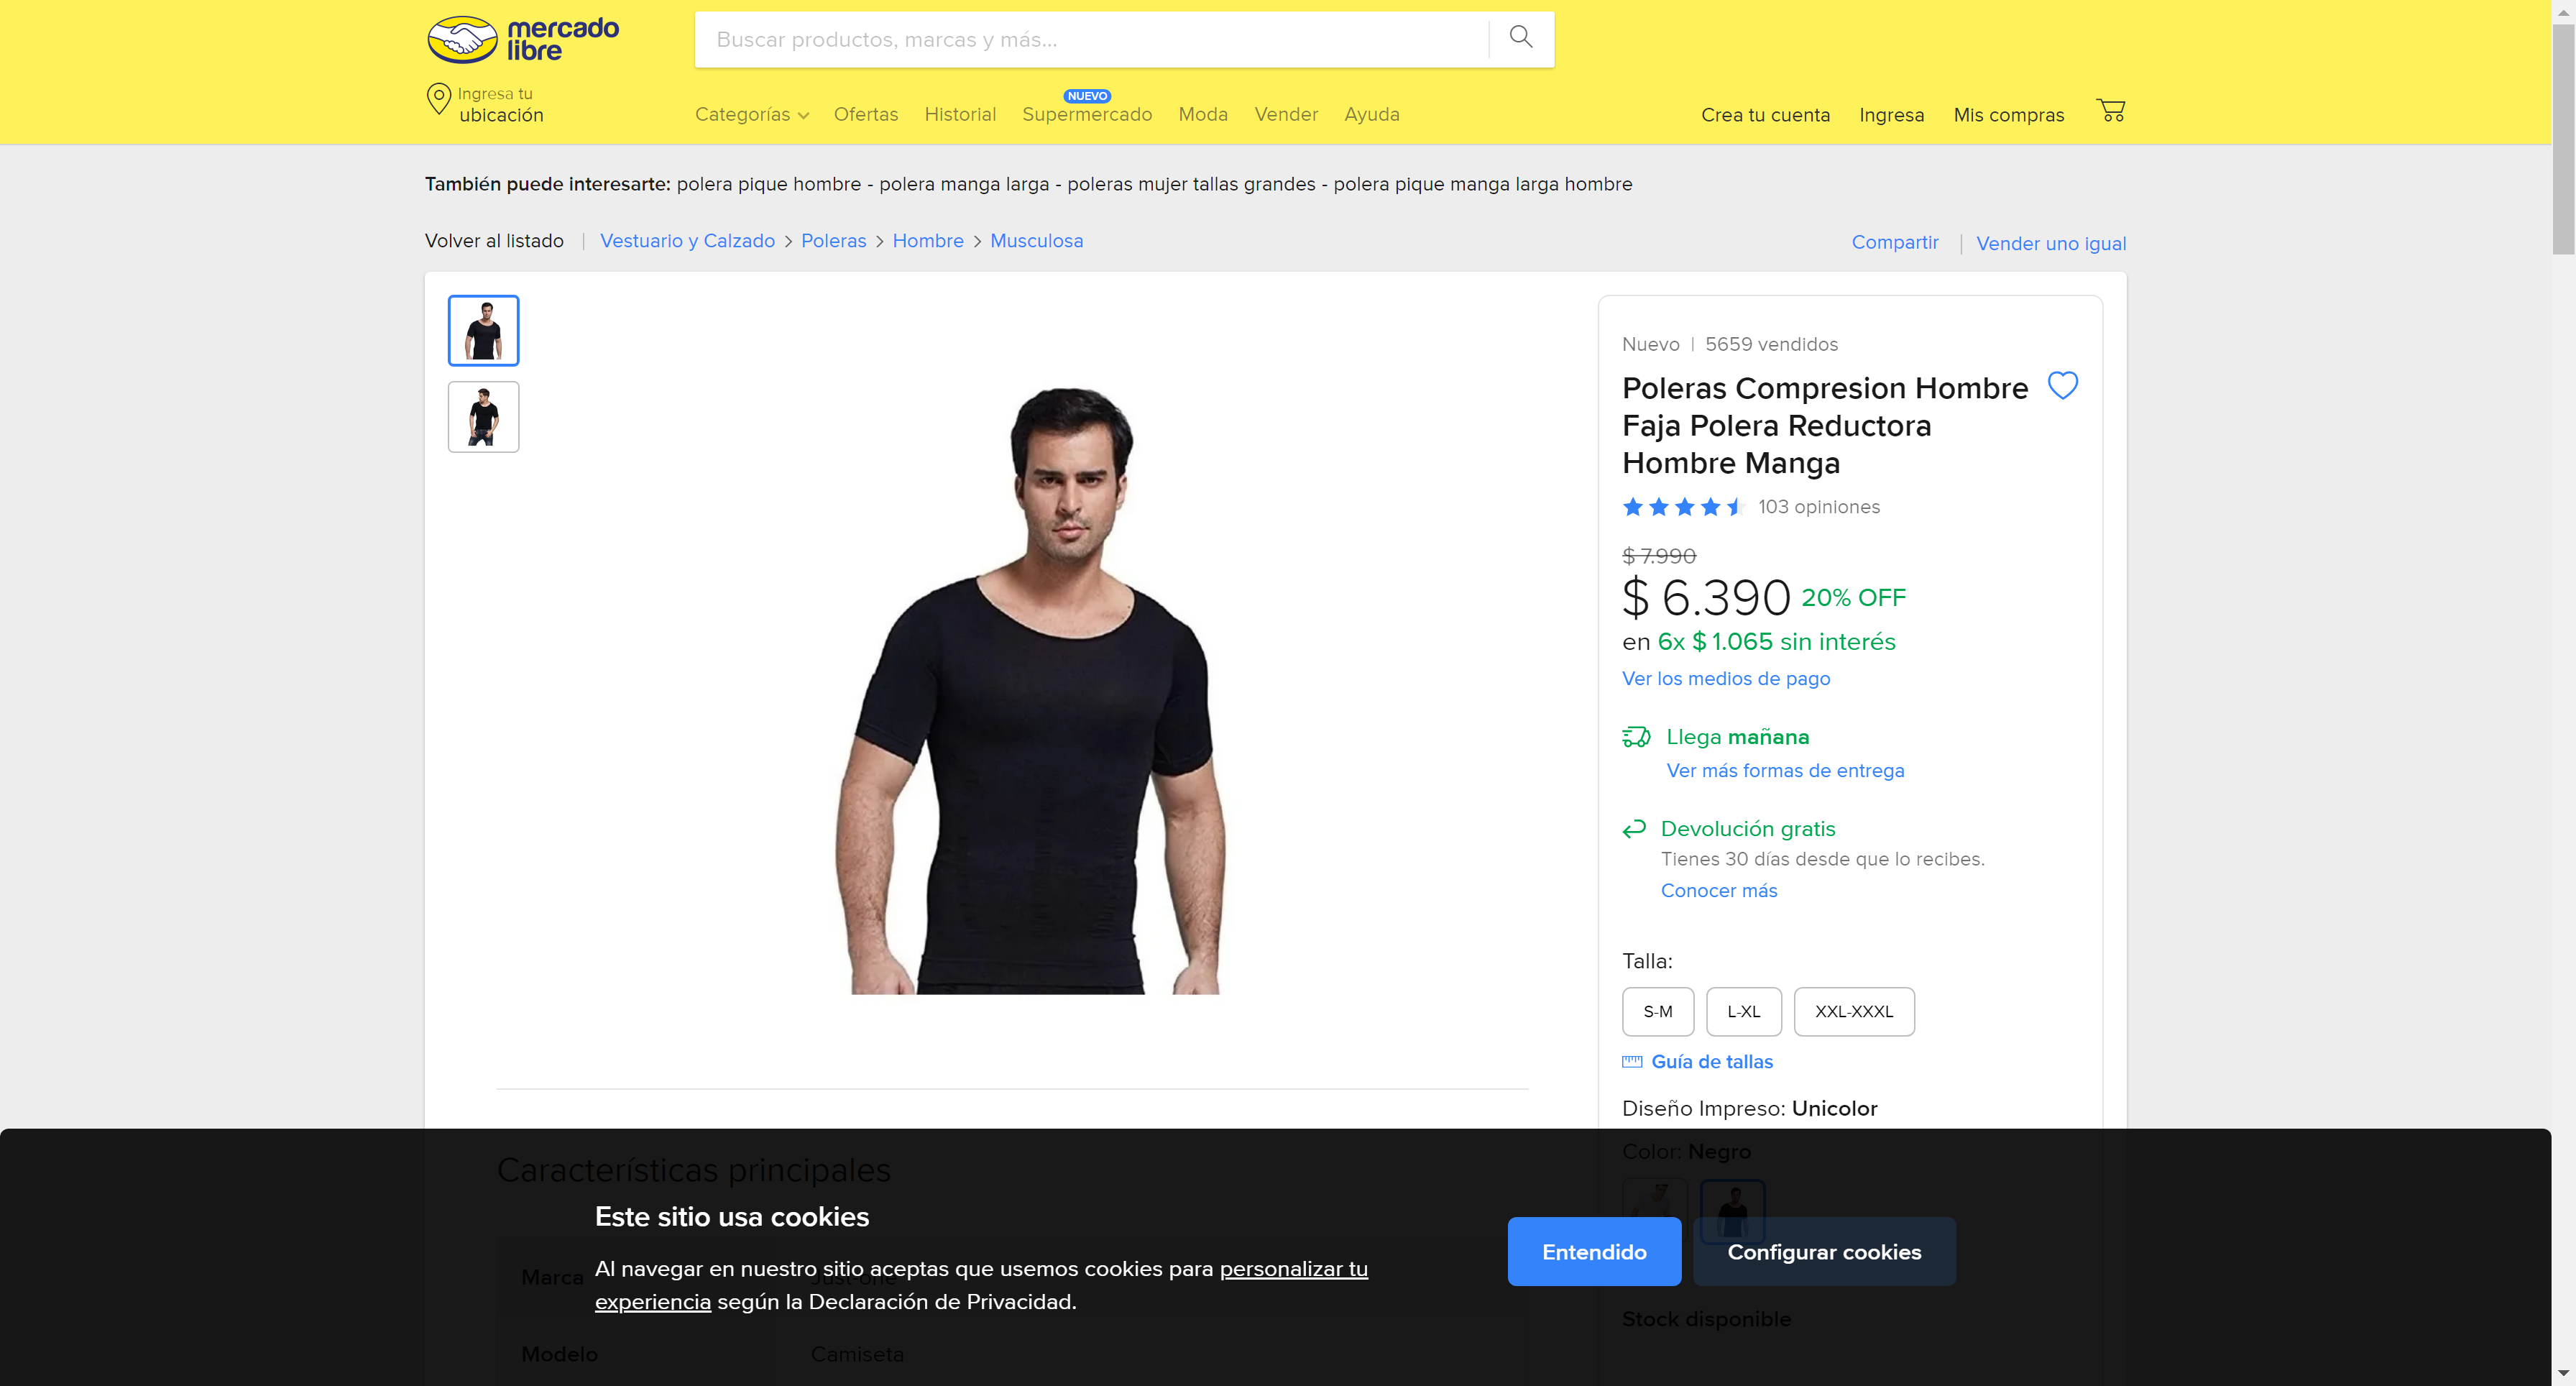 mercado
libre
Buscar productos, marcas y más...
Ingresa tu
ubicación
Categorías
Ofertas
Historial
NUEVO
Supermercado
Moda
Vender
Ayuda
Crea tu cuenta
Ingresa
Mis compras
También puede interesarte: polera pique hombre - polera manga larga - poleras mujer tallas grandes - polera pique manga larga hombre
Volver al listado | Vestuario y Calzado > Poleras > Hombre > Musculosa
Compartir | Vender uno igual
Nuevo | 5659 vendidos
Poleras Compresion Hombre
Faja Polera Reductora
Hombre Manga
103 opiniones
$ 7.990
$ 6.390 20% OFF
en 6x $ 1.065 sin interés
Ver los medios de pago
Llega mañana
Ver más formas de entrega
Devolución gratis
Tienes 30 días desde que lo recibes.
Conocer más
Talla:
S-M
L-XL
XXL-XXXL
Guía de tallas
Diseño Impreso: Unicolor
Color: Negro
Características principales
Este sitio usa cookies
Al navegar en nuestro sitio aceptas que usemos cookies para personalizar tu
experiencia según la Declaración de Privacidad.
Entendido
Configurar cookies
Marca
Just-one
Stock disponible
Modelo
Camiseta